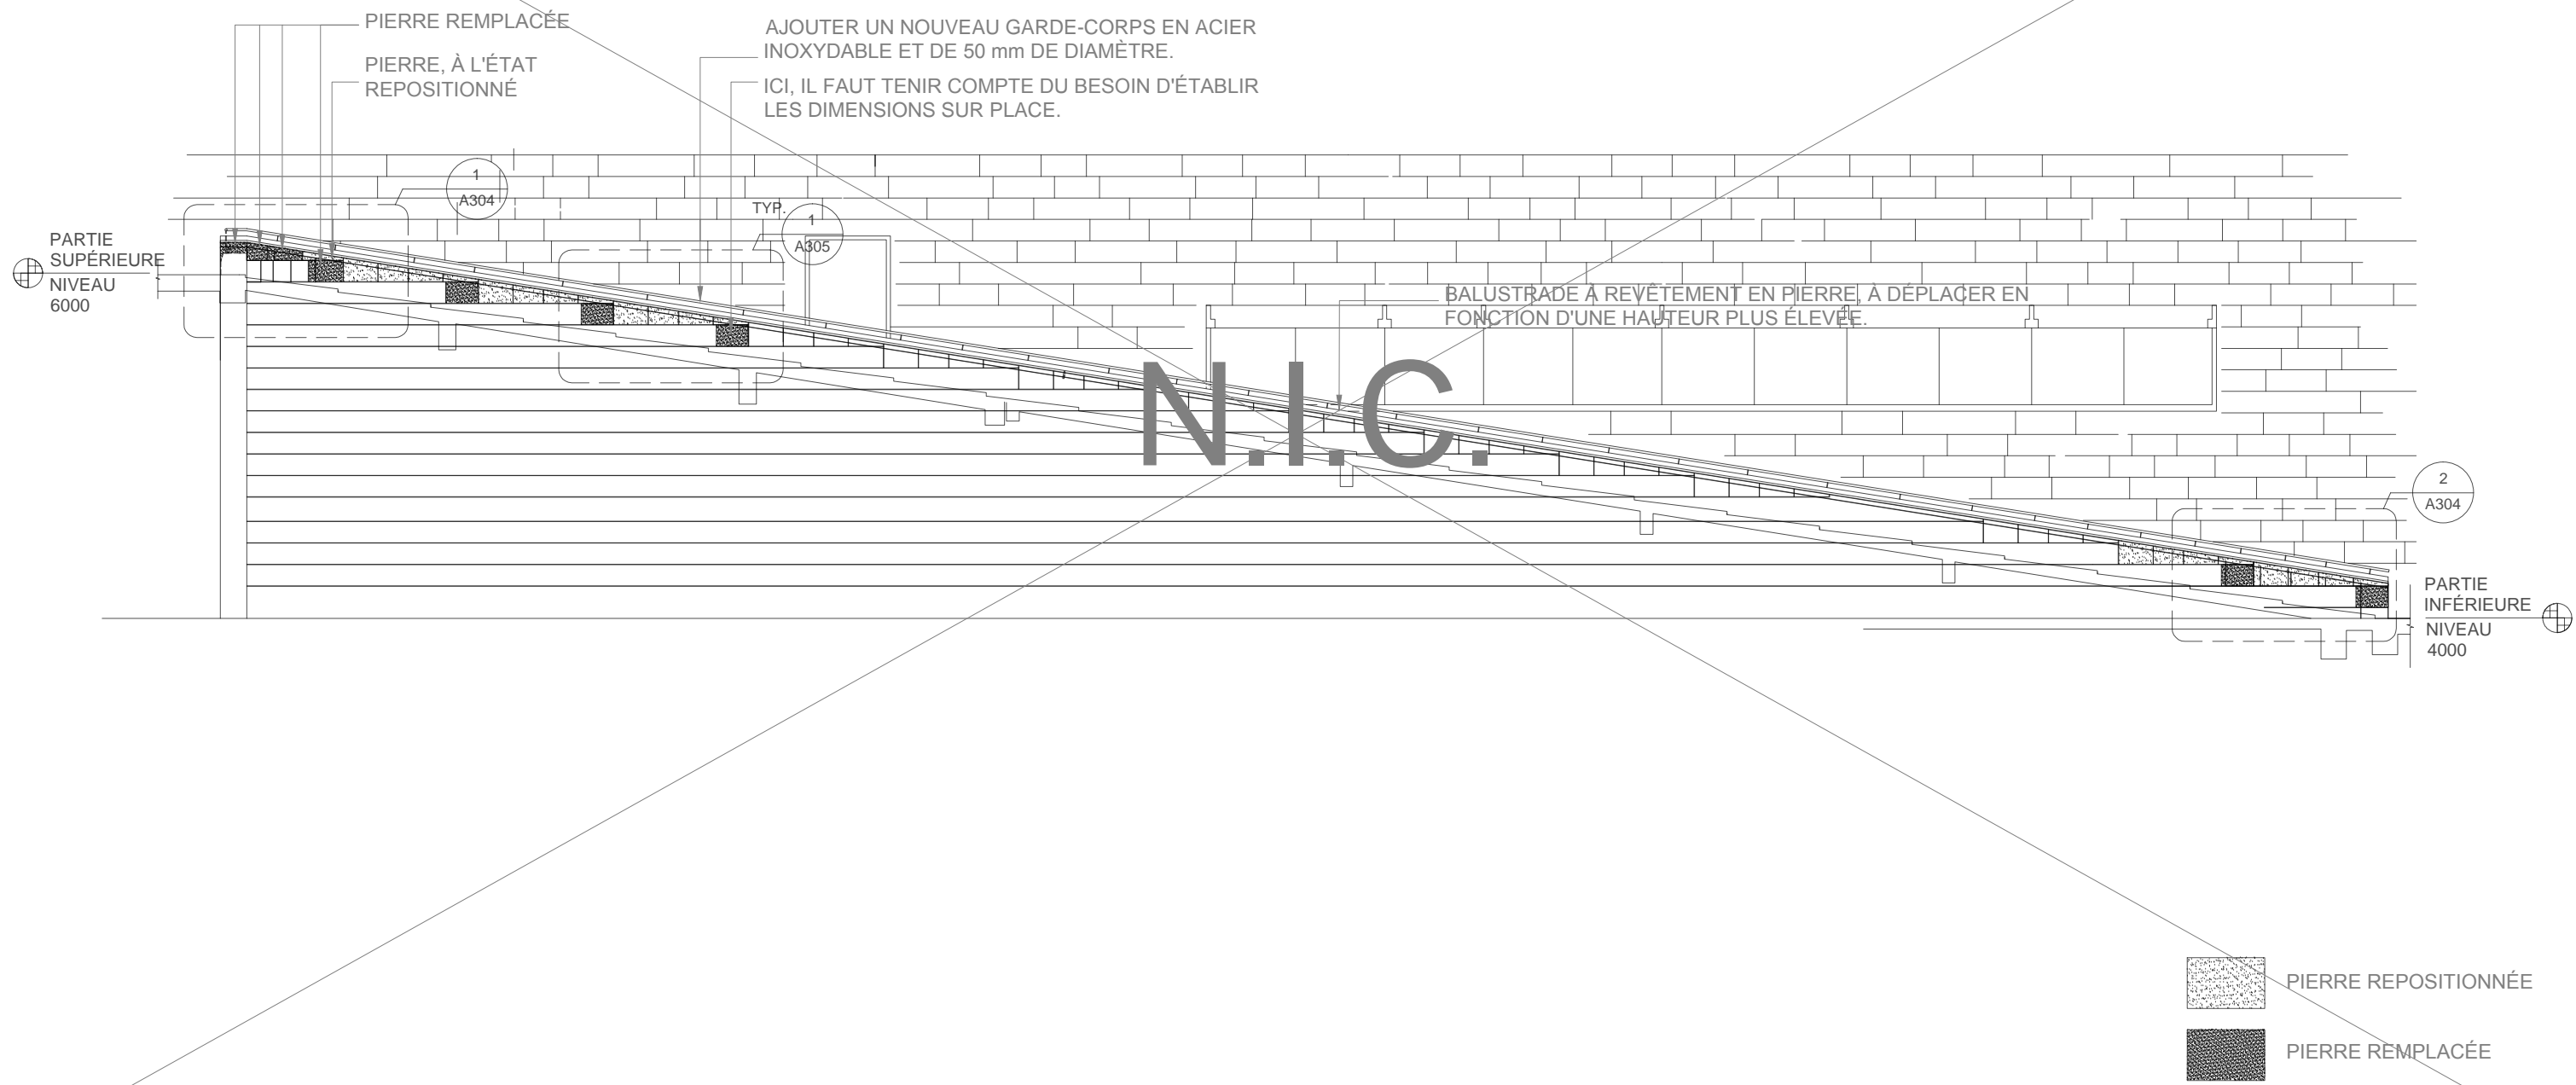 PIERRE REMPLACÉE
PIERRE, À L'ÉTAT
REPOSITIONNÉ
AJOUTER UN NOUVEAU GARDE-CORPS EN ACIER
INOXYDABLE ET DE 50 mm DE DIAMÈTRE.
ICI, IL FAUT TENIR COMPTE DU BESOIN D'ÉTABLIR
LES DIMENSIONS SUR PLACE.
1
A304
TYP.
1
A305
PARTIE
SUPÉRIEURE
NIVEAU
6000
BALUSTRADE À REVÊTEMENT EN PIERRE, À DÉPLACER EN
FONCTION D'UNE HAUTEUR PLUS ÉLEVÉE.
N.I.C.
2
A304
PARTIE
INFÉRIEURE
NIVEAU
4000
PIERRE REPOSITIONNÉE
PIERRE REMPLACÉE